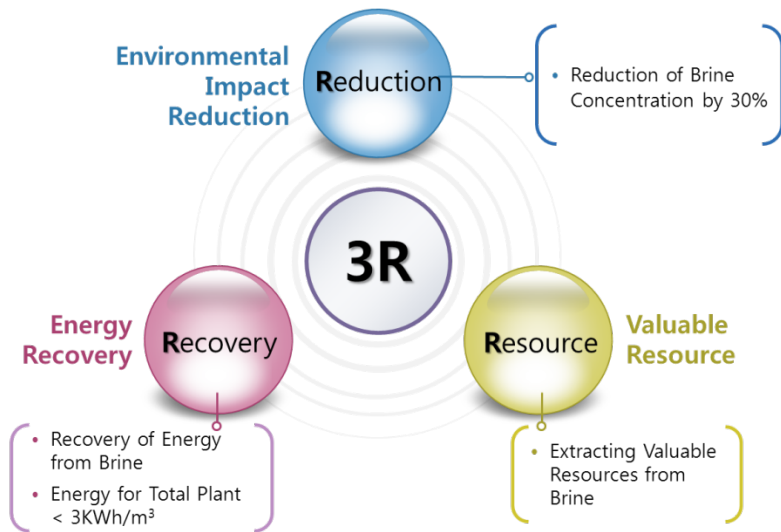 Environmental
Impact
Reduction
Reduction
• Reduction of Brine
Concentration by 30%
3R
Energy
Recovery
Recovery
Resource
Valuable
Resource
• Recovery of Energy
from Brine
• Energy for Total Plant
< 3KWh/m³
• Extracting Valuable
Resources from
Brine